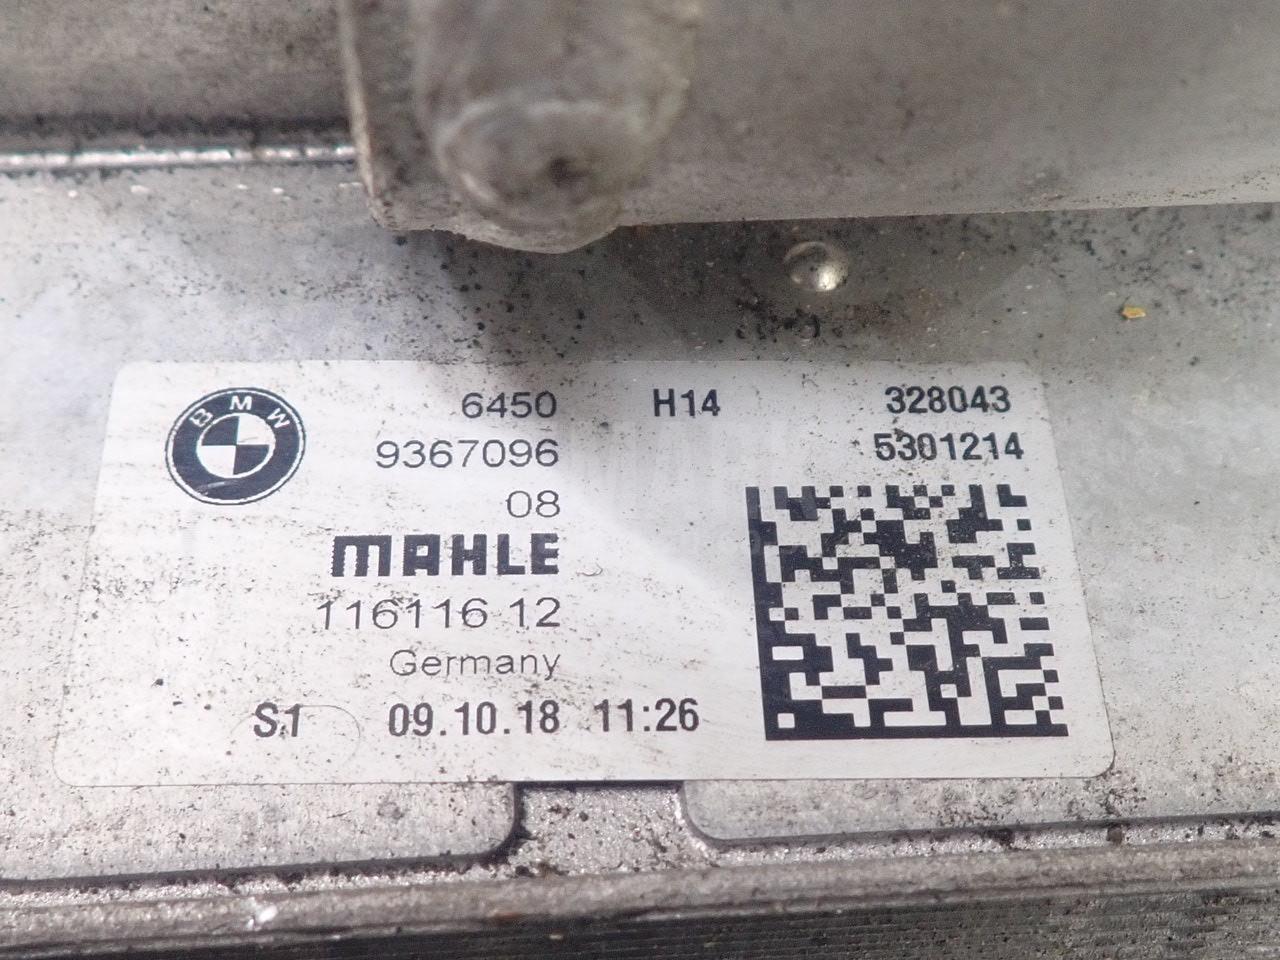 BMW
6450 H14 328043
9367096 5301214
08
MAHLE
116116 12
Germany
S1 09.10.18 11:26